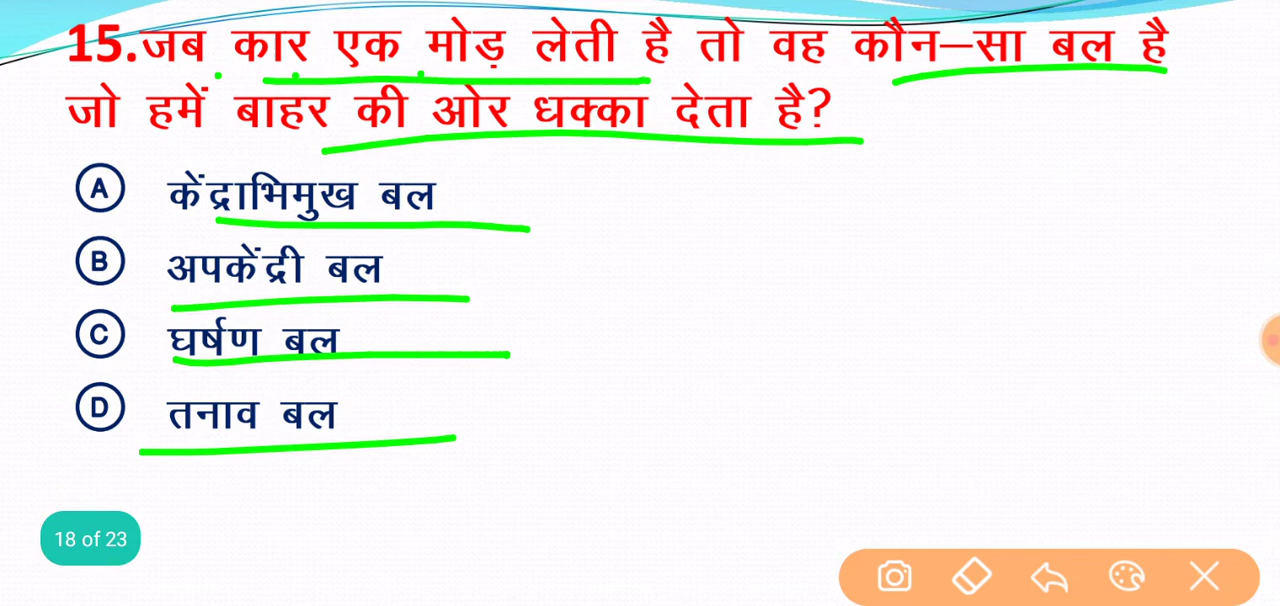 15.जब कार एक मोड़ लेती है तो वह कौन–सा बल है
जो हमें बाहर की ओर धक्का देता है?
A केंद्राभिमुख बल
B अपकेंद्री बल
C घर्षण बल
D तनाव बल
18 of 23